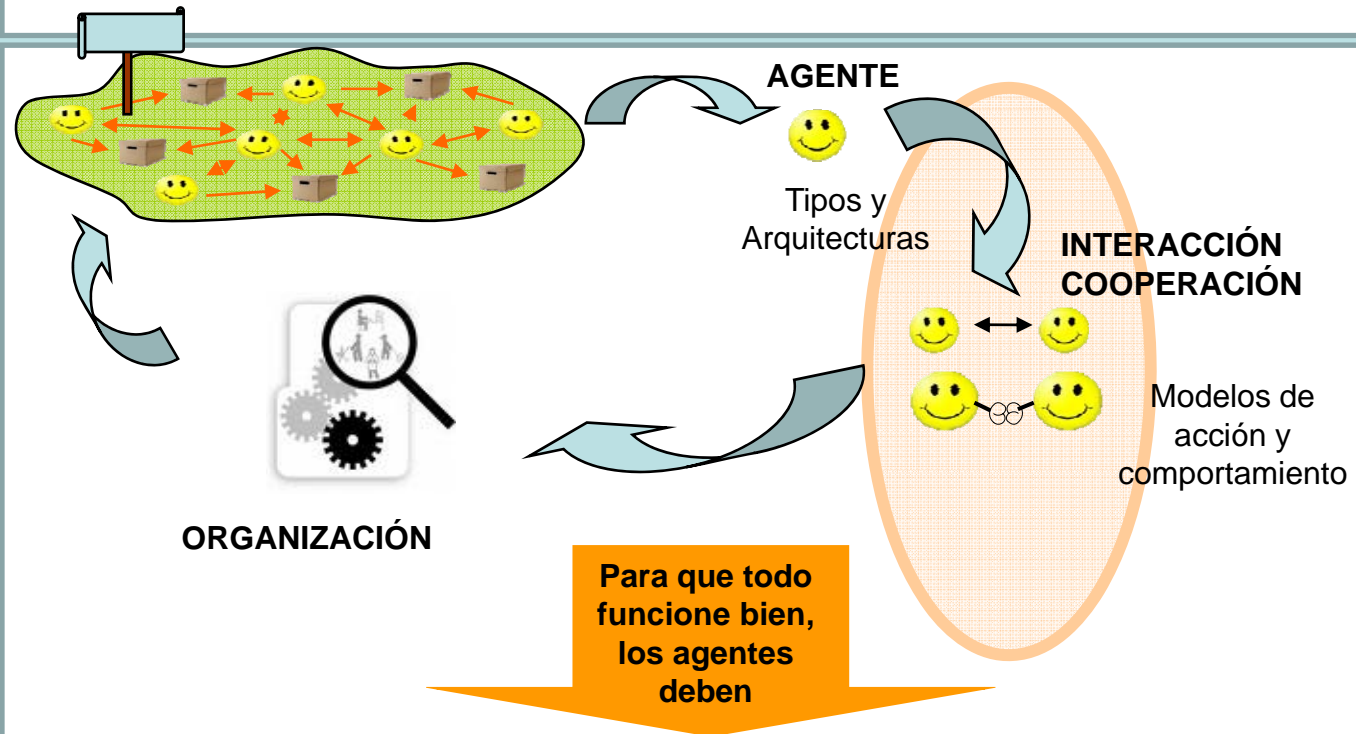 AGENTE
Tipos y
Arquitecturas
INTERACCIÓN
COOPERACIÓN
Modelos de
acción y
comportamiento
ORGANIZACIÓN
Para que todo
funcione bien,
los agentes
deben